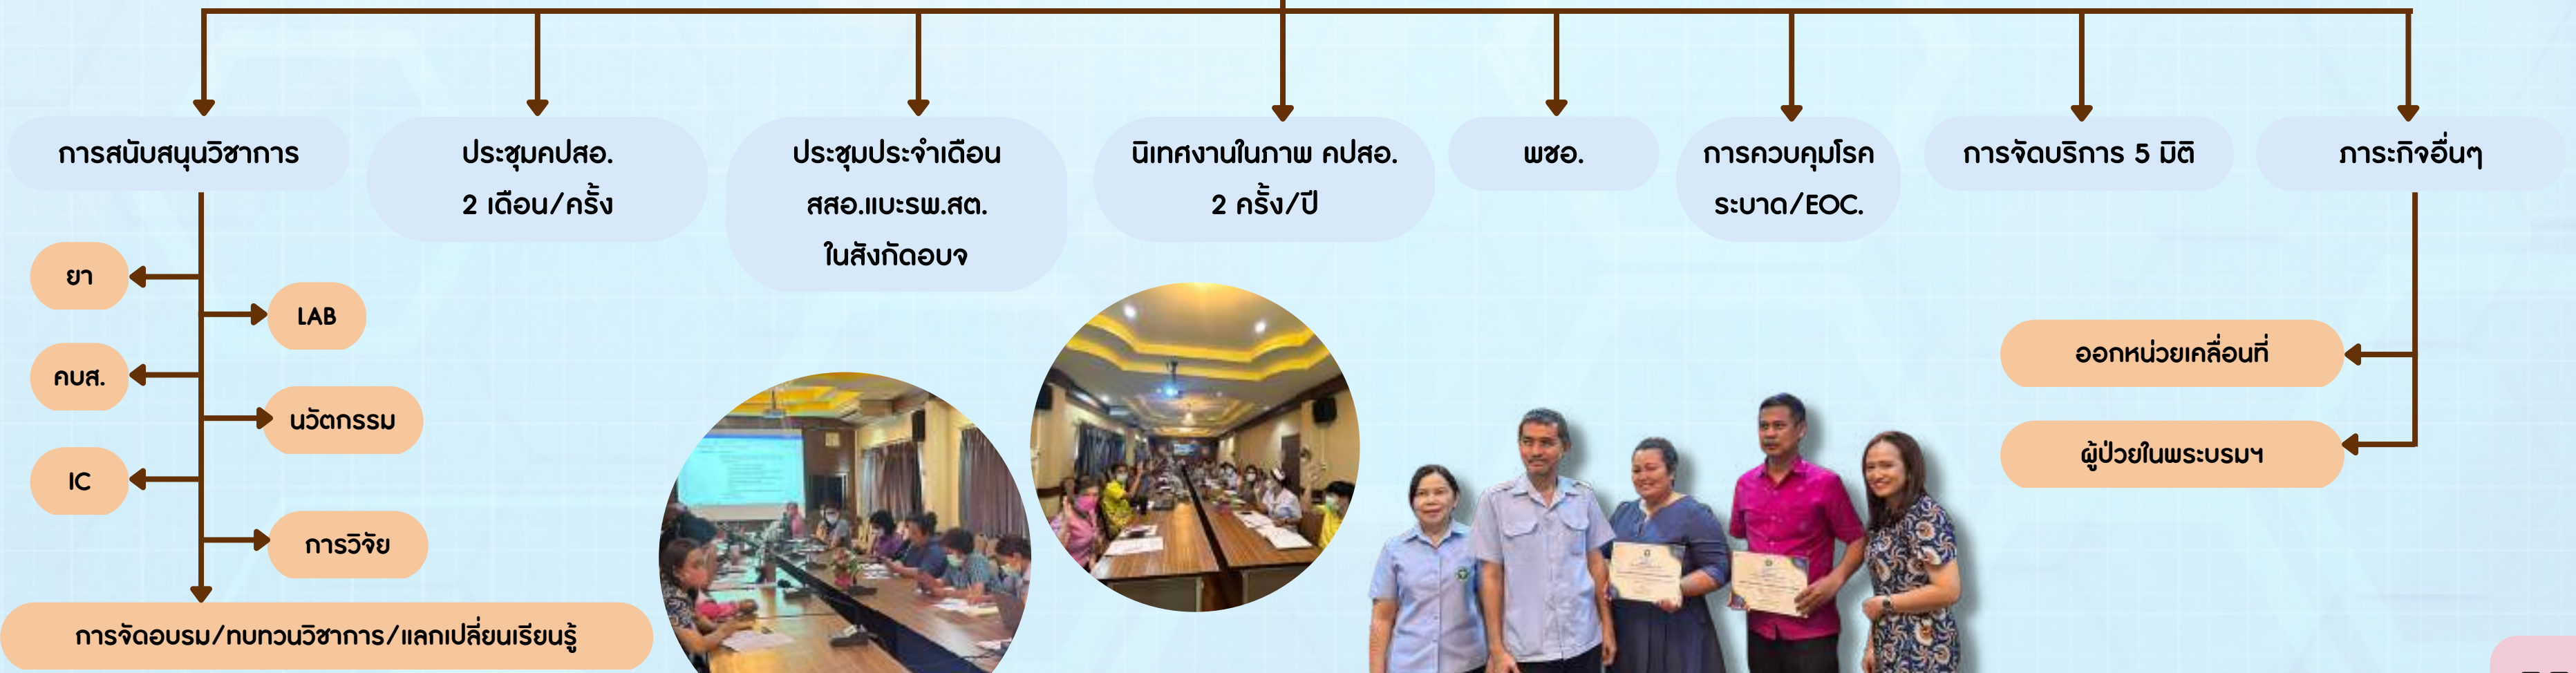 การสนับสนุนวิชาการ
ประชุมคปสอ.
2 เดือน/ครั้ง
ประชุมประจำเดือน
สสอ.แบะรพ.สต.
ในสังกัดอบจ
นิเทศงานในภาพ คปสอ.
2 ครั้ง/ปี
พชอ.
การควบคุมโรค
ระบาด/EOC.
การจัดบริการ 5 มิติ
ภาระกิจอื่นๆ
ยา
LAB
คบส.
นวัตกรรม
IC
การวิจัย
การจัดอบรม/ทบทวนวิชาการ/แลกเปลี่ยนเรียนรู้
ออกหน่วยเคลื่อนที่
ผู้ป่วยในพระบรมฯ